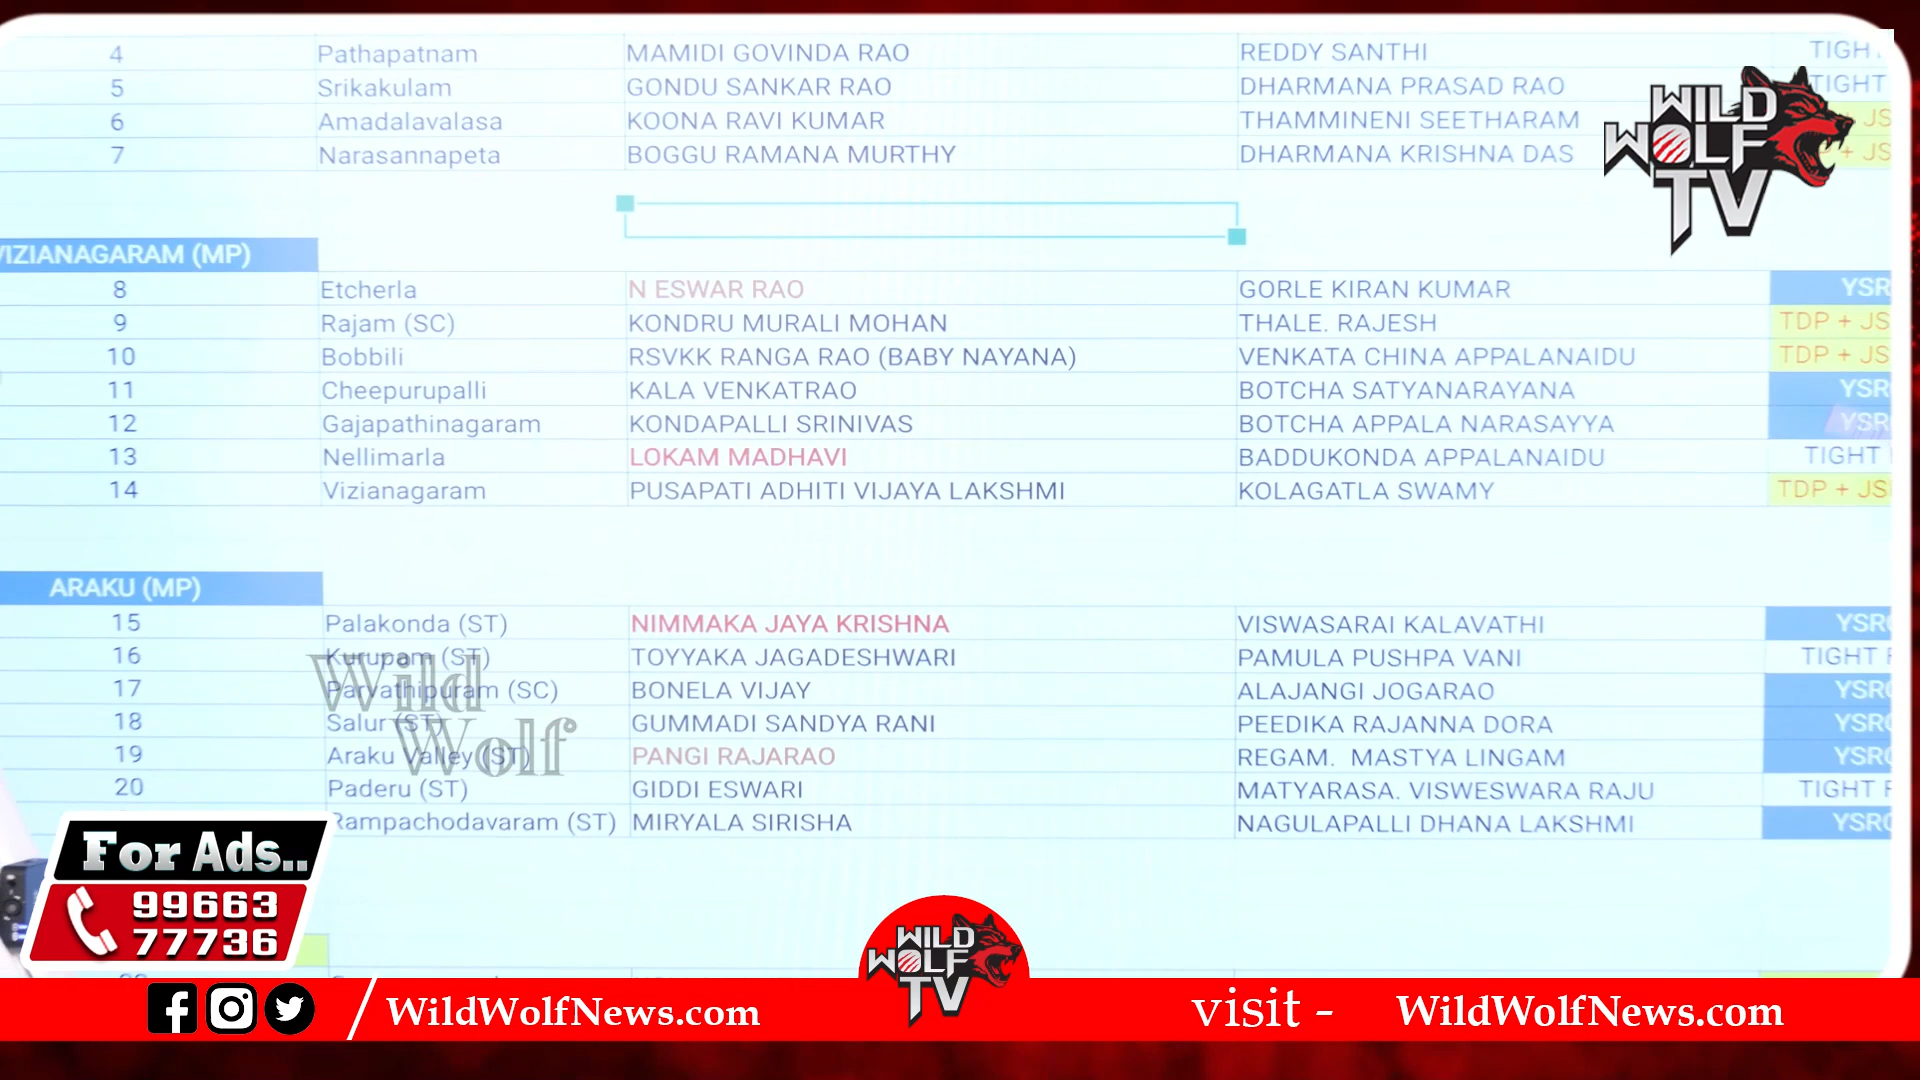 4 Pathapatnam MAMIDI GOVINDA RAO REDDY SANTHI TIGHT
5 Srikakulam GONDU SANKAR RAO DHARMANA PRASAD RAO TIGHT
6 Amadalavalasa KOONA RAVI KUMAR THAMMINENI SEETHARAM JS
7 Narasannapeta BOGGU RAMANA MURTHY DHARMANA KRISHNA DAS + JS
WILD
WOLF
TV
VIZIANAGARAM (MP)
8 Etcherla N ESWAR RAO GORLE KIRAN KUMAR YSR
9 Rajam (SC) KONDRU MURALI MOHAN THALE. RAJESH TDP + JS
10 Bobbili RSVKK RANGA RAO (BABY NAYANA) VENKATA CHINA APPALANAIDU TDP + JS
11 Cheepurupalli KALA VENKATRAO BOTCHA SATYANARAYANA YSR
12 Gajapathinagaram KONDAPALLI SRINIVAS BOTCHA APPALA NARASAYYA YSR
13 Nellimarla LOKAM MADHAVI BADDUKONDA APPALANAIDU TIGHT
14 Vizianagaram PUSAPATI ADHITI VIJAYA LAKSHMI KOLAGATLA SWAMY TDP + JS
ARAKU (MP)
15 Palakonda (ST) NIMMAKA JAYA KRISHNA VISWASARAI KALAVATHI YSR
16 Kurupam (ST) TOYYAKA JAGADESHWARI PAMULA PUSHPA VANI TIGHT
17 Parvathipuram (SC) BONELA VIJAY ALAJANGI JOGARAO YSR
18 Salur (ST) GUMMADI SANDYA RANI PEEDIKA RAJANNA DORA YSR
19 Araku Valley (ST) PANGI RAJARAO REGAM. MASTYA LINGAM YSR
20 Paderu (ST) GIDDI ESWARI MATYARASA. VISWESWARA RAJU TIGHT
Rampachodavaram (ST) MIRYALA SIRISHA NAGULAPALLI DHANA LAKSHMI YSR
Wild
Wolf
For Ads..
99663
77736
WILD
WOLF
TV
WildWolfNews.com visit - WildWolfNews.com